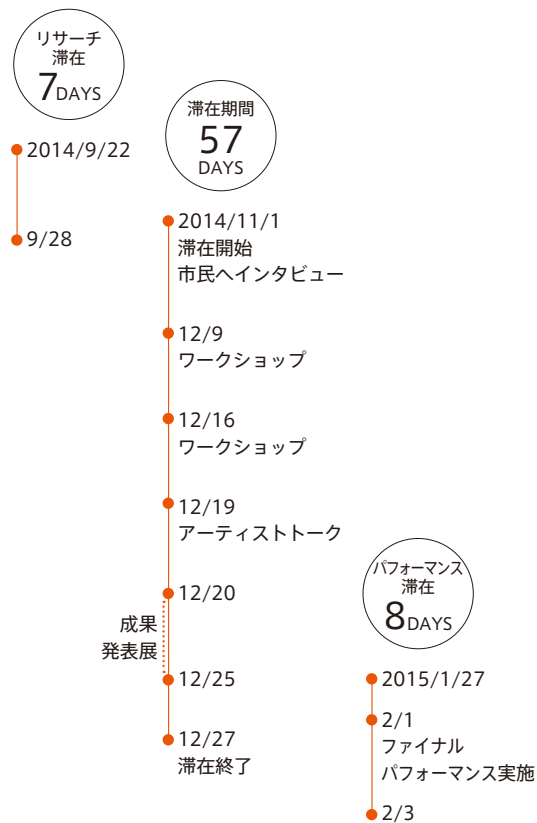 リサーチ
滞在
7DAYS
2014/9/22
9/28
滞在期間
57
DAYS
2014/11/1
滞在開始
市民へインタビュー
12/9
ワークショップ
12/16
ワークショップ
12/19
アーティストトーク
12/20
成果
発表展
12/25
12/27
滞在終了
パフォーマンス
滞在
8DAYS
2015/1/27
2/1
ファイナル
パフォーマンス実施
2/3